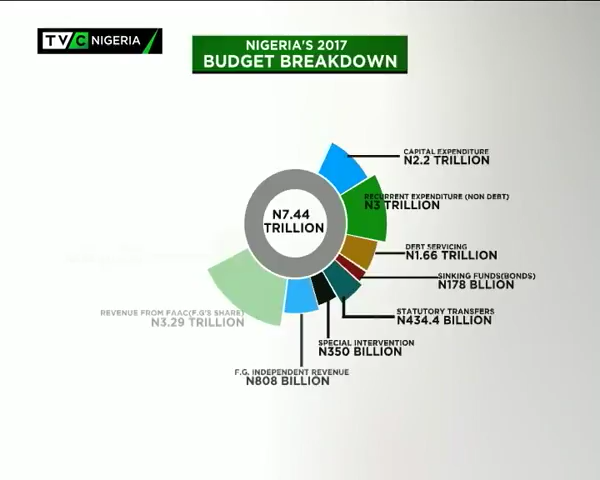 TVC NIGERIA
NIGERIA'S 2017
BUDGET BREAKDOWN
CAPITAL EXPENDITURE
N2.2 TRILLION
RECURRENT EXPENDITURE (NON DEBT)
N3 TRILLION
N7.44
TRILLION
DEBT SERVICING
N1.66 TRILLION
SINKING FUNDS(BONDS)
N178 BLLION
STATUTORY TRANSFERS
N434.4 BILLION
REVENUE FROM FAAC(F.G'S SHARE)
N3.29 TRILLION
SPECIAL INTERVENTION
N350 BILLION
F.G. INDEPENDENT REVENUE
N808 BILLION